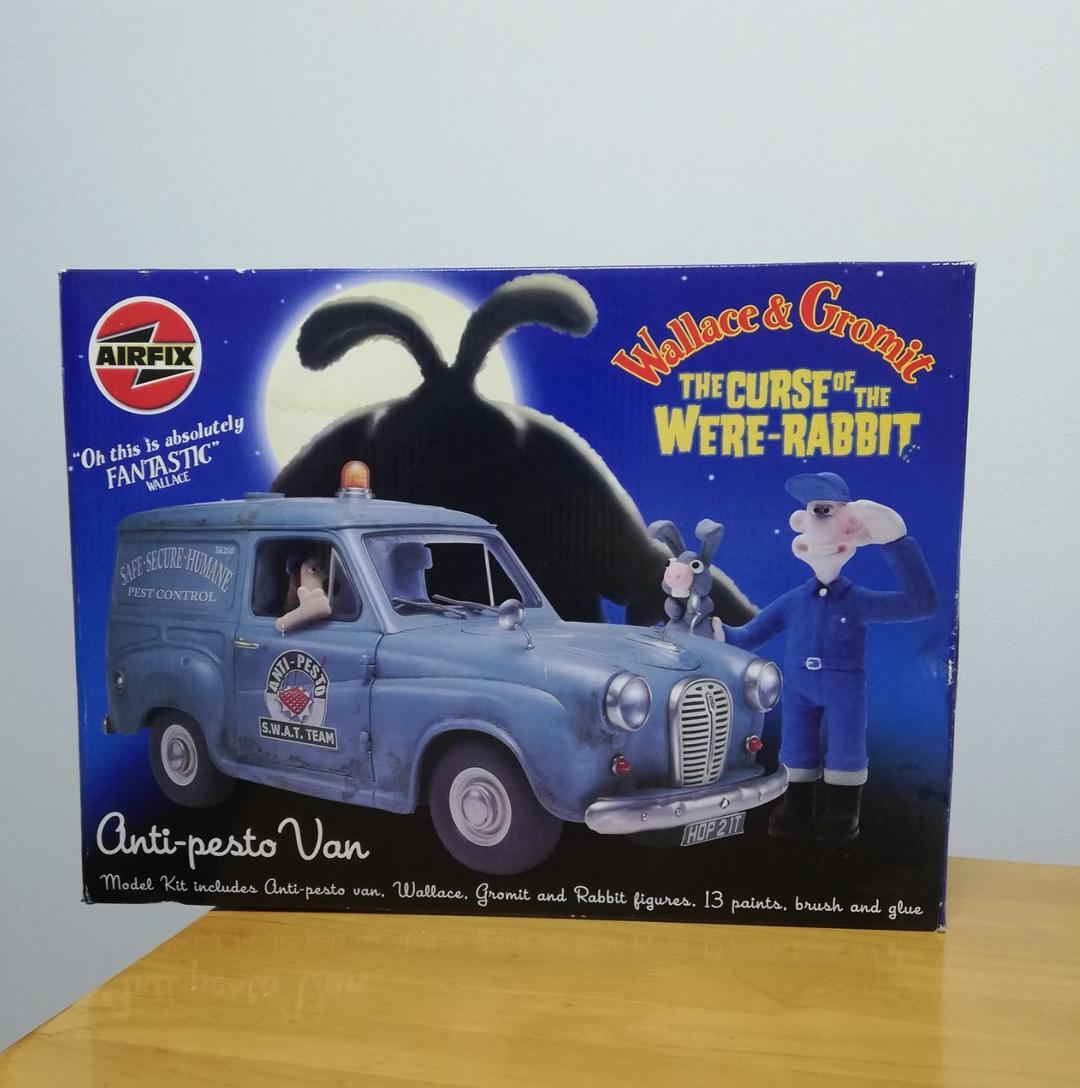 AIRFIX
"Oh this is absolutely
FANTASTIC"
WALLACE
Wallace & Gromit
THE CURSE OF THE
WERE-RABBIT
SAFE·SECURE·HUMANE
PEST CONTROL
ANTI-PESTO
S.W.A.T. TEAM
HOP 21T
Anti-pesto Van
Model Kit includes Anti-pesto van, Wallace, Gromit and Rabbit figures. 13 paints, brush and glue